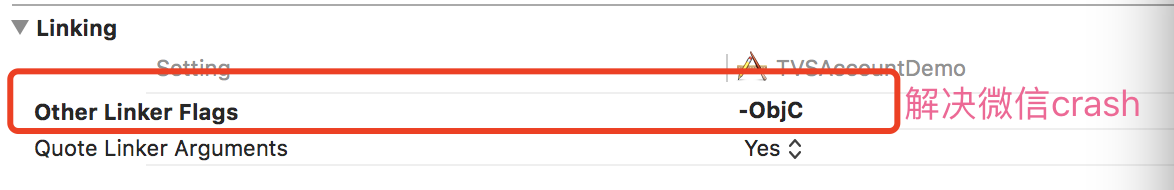 Linking
Setting TVSAccountDemo
Other Linker Flags -ObjC 解决微信crash
Quote Linker Arguments Yes